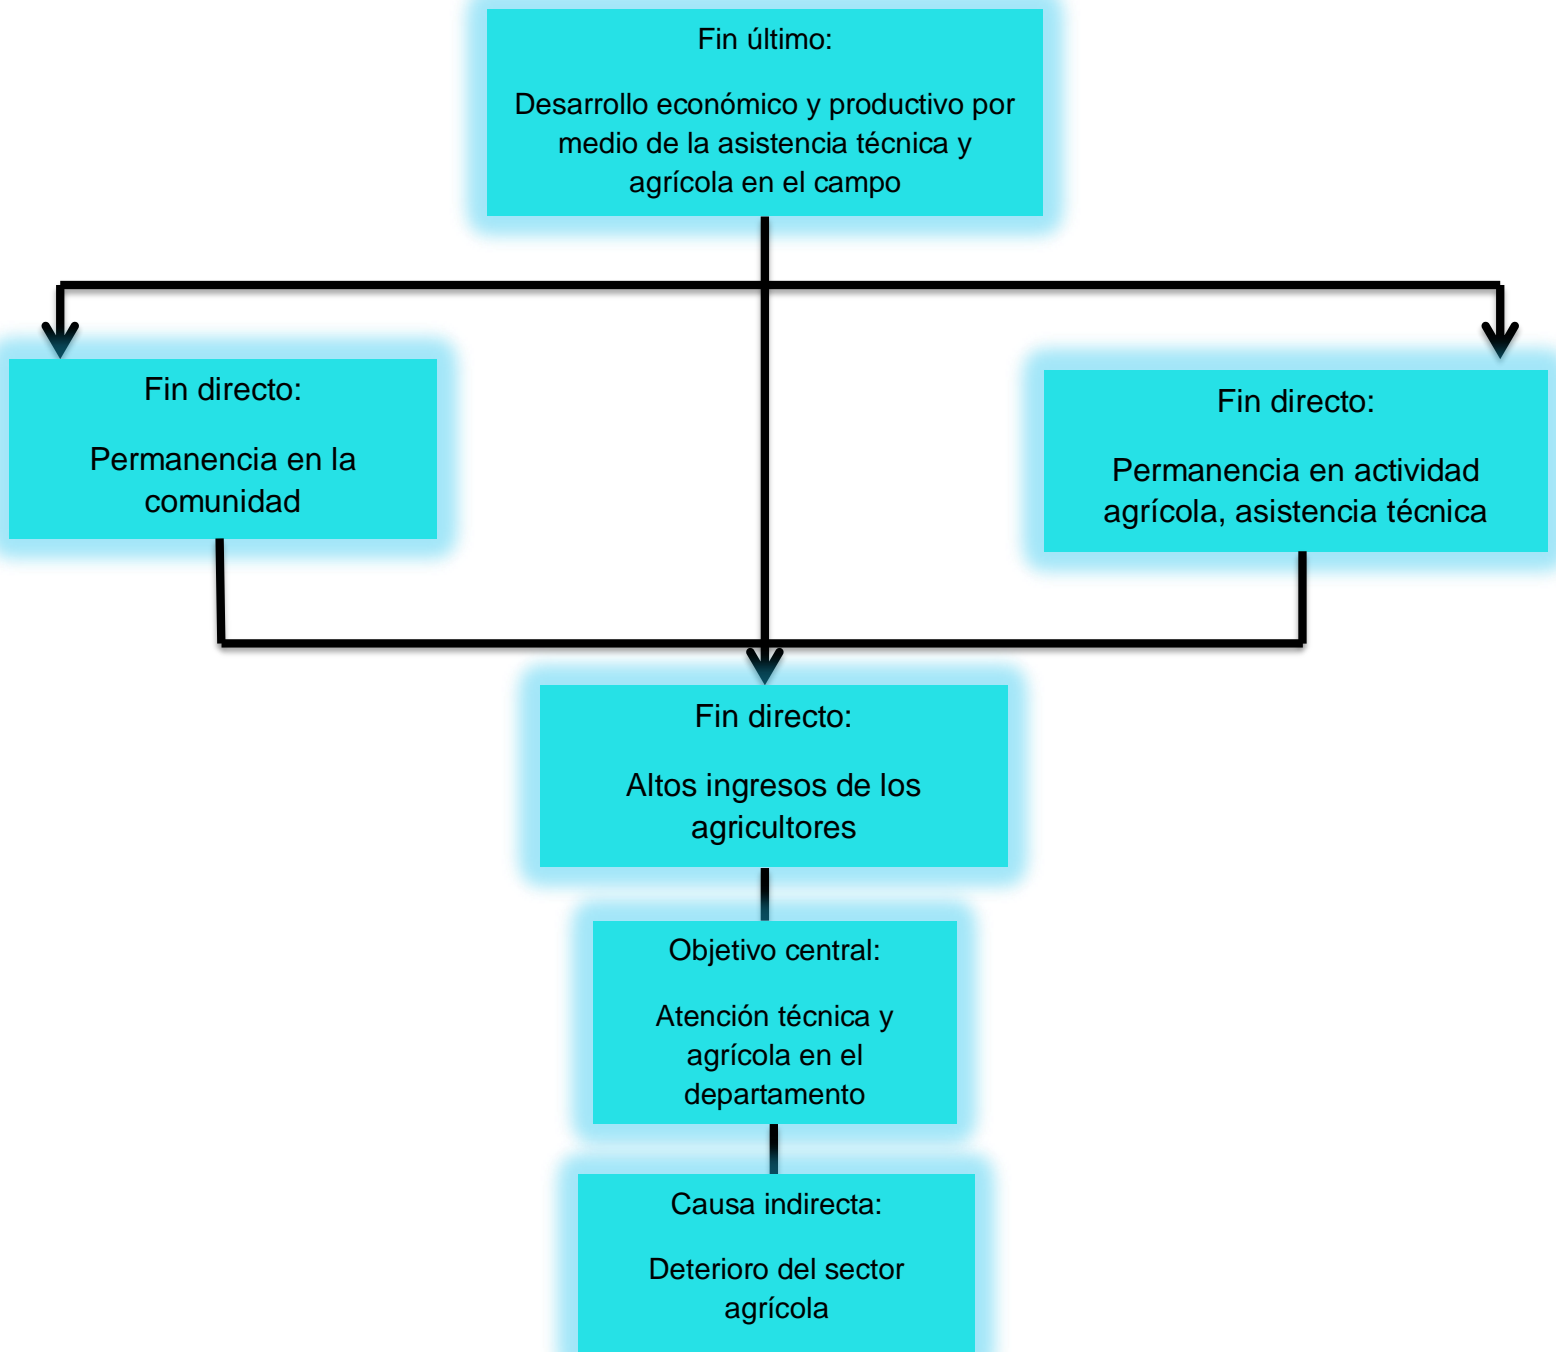 Fin último:
Desarrollo económico y productivo por
medio de la asistencia técnica y
agrícola en el campo
Fin directo:
Permanencia en la
comunidad
Fin directo:
Permanencia en actividad
agrícola, asistencia técnica
Fin directo:
Altos ingresos de los
agricultores
Objetivo central:
Atención técnica y
agrícola en el
departamento
Causa indirecta:
Deterioro del sector
agrícola